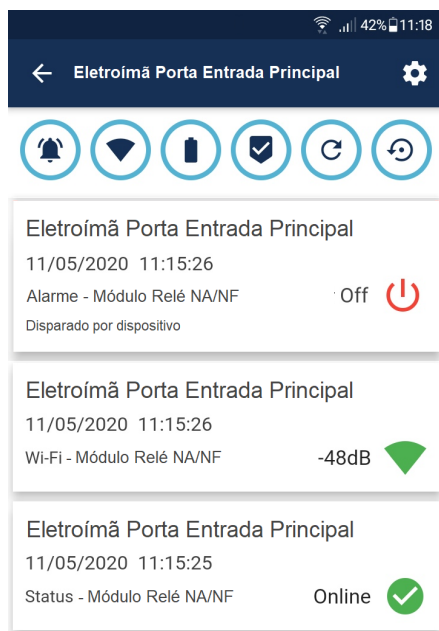 42% 11:18
Eletroímã Porta Entrada Principal
Eletroímã Porta Entrada Principal
11/05/2020 11:15:26
Alarme - Módulo Relé NA/NF Off
Disparado por dispositivo
Eletroímã Porta Entrada Principal
11/05/2020 11:15:26
Wi-Fi - Módulo Relé NA/NF -48dB
Eletroímã Porta Entrada Principal
11/05/2020 11:15:25
Status - Módulo Relé NA/NF Online